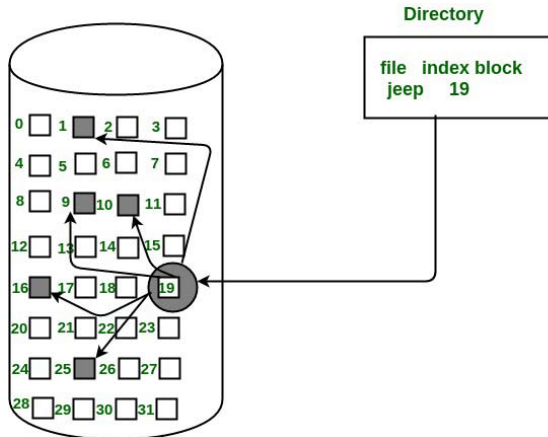 Directory
file index block
jeep 19
0 1 2 3
4 5 6 7
8 9 10 11
12 13 14 15
16 17 18 19
20 21 22 23
24 25 26 27
28 29 30 31